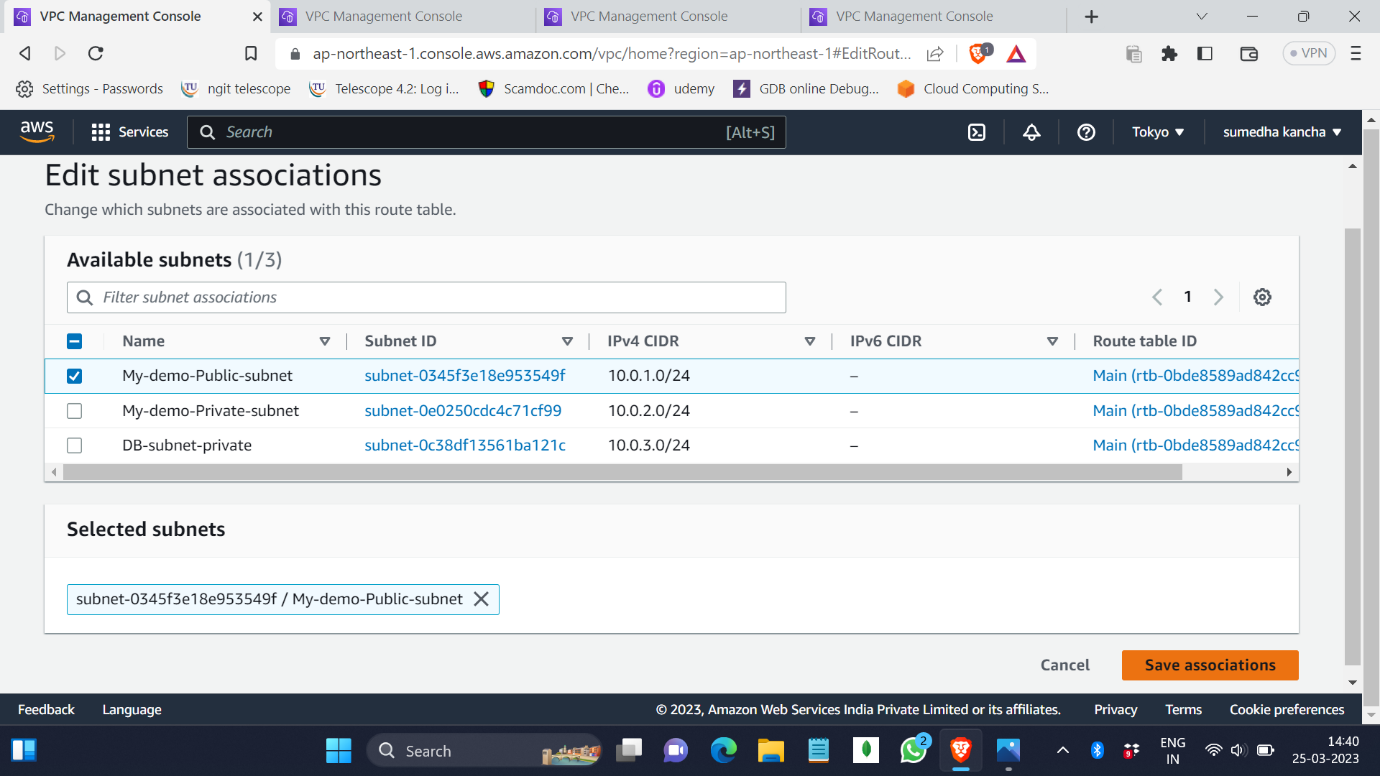 VPC Management Console
VPC Management Console
VPC Management Console
VPC Management Console
ap-northeast-1.console.aws.amazon.com/vpc/home?region=ap-northeast-1#EditRout...
1
VPN
Settings - Passwords
TU ngit telescope
TU Telescope 4.2: Log i...
Scamdoc.com | Che...
udemy
GDB online Debug...
Cloud Computing S...
aws
Services
Search
[Alt+S]
Tokyo
sumedha kancha
Edit subnet associations
Change which subnets are associated with this route table.
Available subnets (1/3)
Filter subnet associations
1
Name Subnet ID IPv4 CIDR IPv6 CIDR Route table ID
My-demo-Public-subnet subnet-0345f3e18e953549f 10.0.1.0/24 – Main (rtb-0bde8589ad842cc9
My-demo-Private-subnet subnet-0e0250cdc4c71cf99 10.0.2.0/24 – Main (rtb-0bde8589ad842cc9
DB-subnet-private subnet-0c38df13561ba121c 10.0.3.0/24 – Main (rtb-0bde8589ad842cc9
Selected subnets
subnet-0345f3e18e953549f / My-demo-Public-subnet
Cancel
Save associations
Feedback Language © 2023, Amazon Web Services India Private Limited or its affiliates. Privacy Terms Cookie preferences
Search
2
9
ENG
IN
14:40
25-03-2023